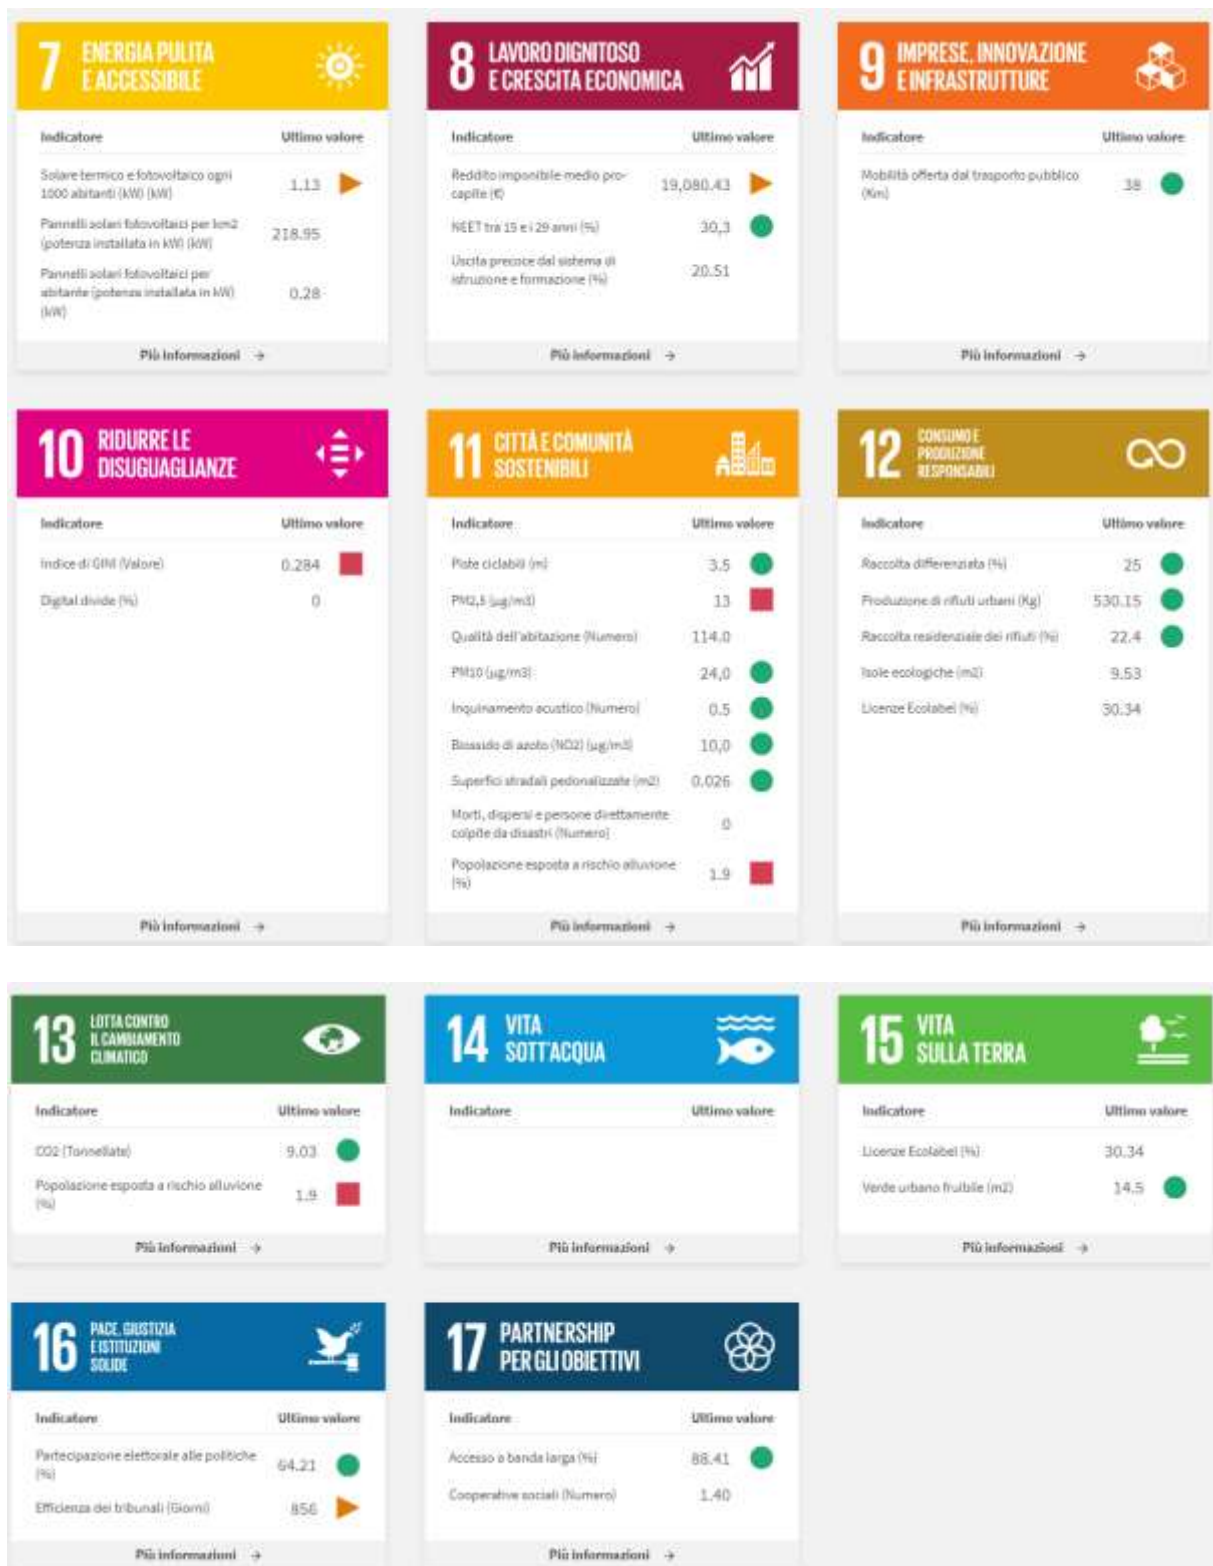 7 ENERGIA PULITA
E ACCESSIBILE
Indicatore Ultimo valore
Solare termico e fotovoltaico ogni
1000 abitanti (kW) (kW) 1.13
Pannelli solari fotovoltaici per km2
(potenza installata in kW) (kW) 218.95
Pannelli solari fotovoltaici per
abitante (potenza installata in kW)
(kW) 0.28
Più informazioni →
8 LAVORO DIGNITOSO
E CRESCITA ECONOMICA
Indicatore Ultimo valore
Reddito imponibile medio pro-
capite (€) 19,080.43
NEET tra 15 e i 29 anni (%) 30,3
Uscita precoce dal sistema di
istruzione e formazione (%) 20.51
Più informazioni →
9 IMPRESE, INNOVAZIONE
E INFRASTRUTTURE
Indicatore Ultimo valore
Mobilità offerta dal trasporto pubblico
(Km) 38
Più informazioni →
10 RIDURRE LE
DISUGUAGLIANZE
Indicatore Ultimo valore
Indice di GINI (Valore) 0.284
Digital divide (%) 0
Più informazioni →
11 CITTÀ E COMUNITÀ
SOSTENIBILI
Indicatore Ultimo valore
Piste ciclabili (m) 3.5
PM2,5 (µg/m3) 13
Qualità dell'abitazione (Numero) 114.0
PM10 (µg/m3) 24,0
Inquinamento acustico (Numero) 0.5
Biossido di azoto (NO2) (µg/m3) 10,0
Superfici stradali pedonalizzate (m2) 0,026
Morti, dispersi e persone direttamente
colpite da disastri (Numero) 0
Popolazione esposta a rischio alluvione
(%) 1.9
Più informazioni →
12 CONSUMO E
PRODUZIONE
RESPONSABILI
Indicatore Ultimo valore
Raccolta differenziata (%) 25
Produzione di rifiuti urbani (Kg) 530.15
Raccolta residenziale dei rifiuti (%) 22.4
Isole ecologiche (m2) 9.53
Licenze Ecolabel (%) 30.34
Più informazioni →
13 LOTTA CONTRO
IL CAMBIAMENTO
CLIMATICO
Indicatore Ultimo valore
CO2 (Tonnellate) 9.03
Popolazione esposta a rischio alluvione
(%) 1.9
Più informazioni →
14 VITA
SOTT'ACQUA
Indicatore Ultimo valore
Più informazioni →
15 VITA
SULLA TERRA
Indicatore Ultimo valore
Licenze Ecolabel (%) 30.34
Verde urbano fruibile (m2) 14.5
Più informazioni →
16 PACE, GIUSTIZIA
E ISTITUZIONI
SOLIDE
Indicatore Ultimo valore
Partecipazione elettorale alle politiche
(%) 64.21
Efficienza dei tribunali (Giorni) 856
Più informazioni →
17 PARTNERSHIP
PER GLI OBIETTIVI
Indicatore Ultimo valore
Accesso a banda larga (%) 88.41
Cooperative sociali (Numero) 1.40
Più informazioni →